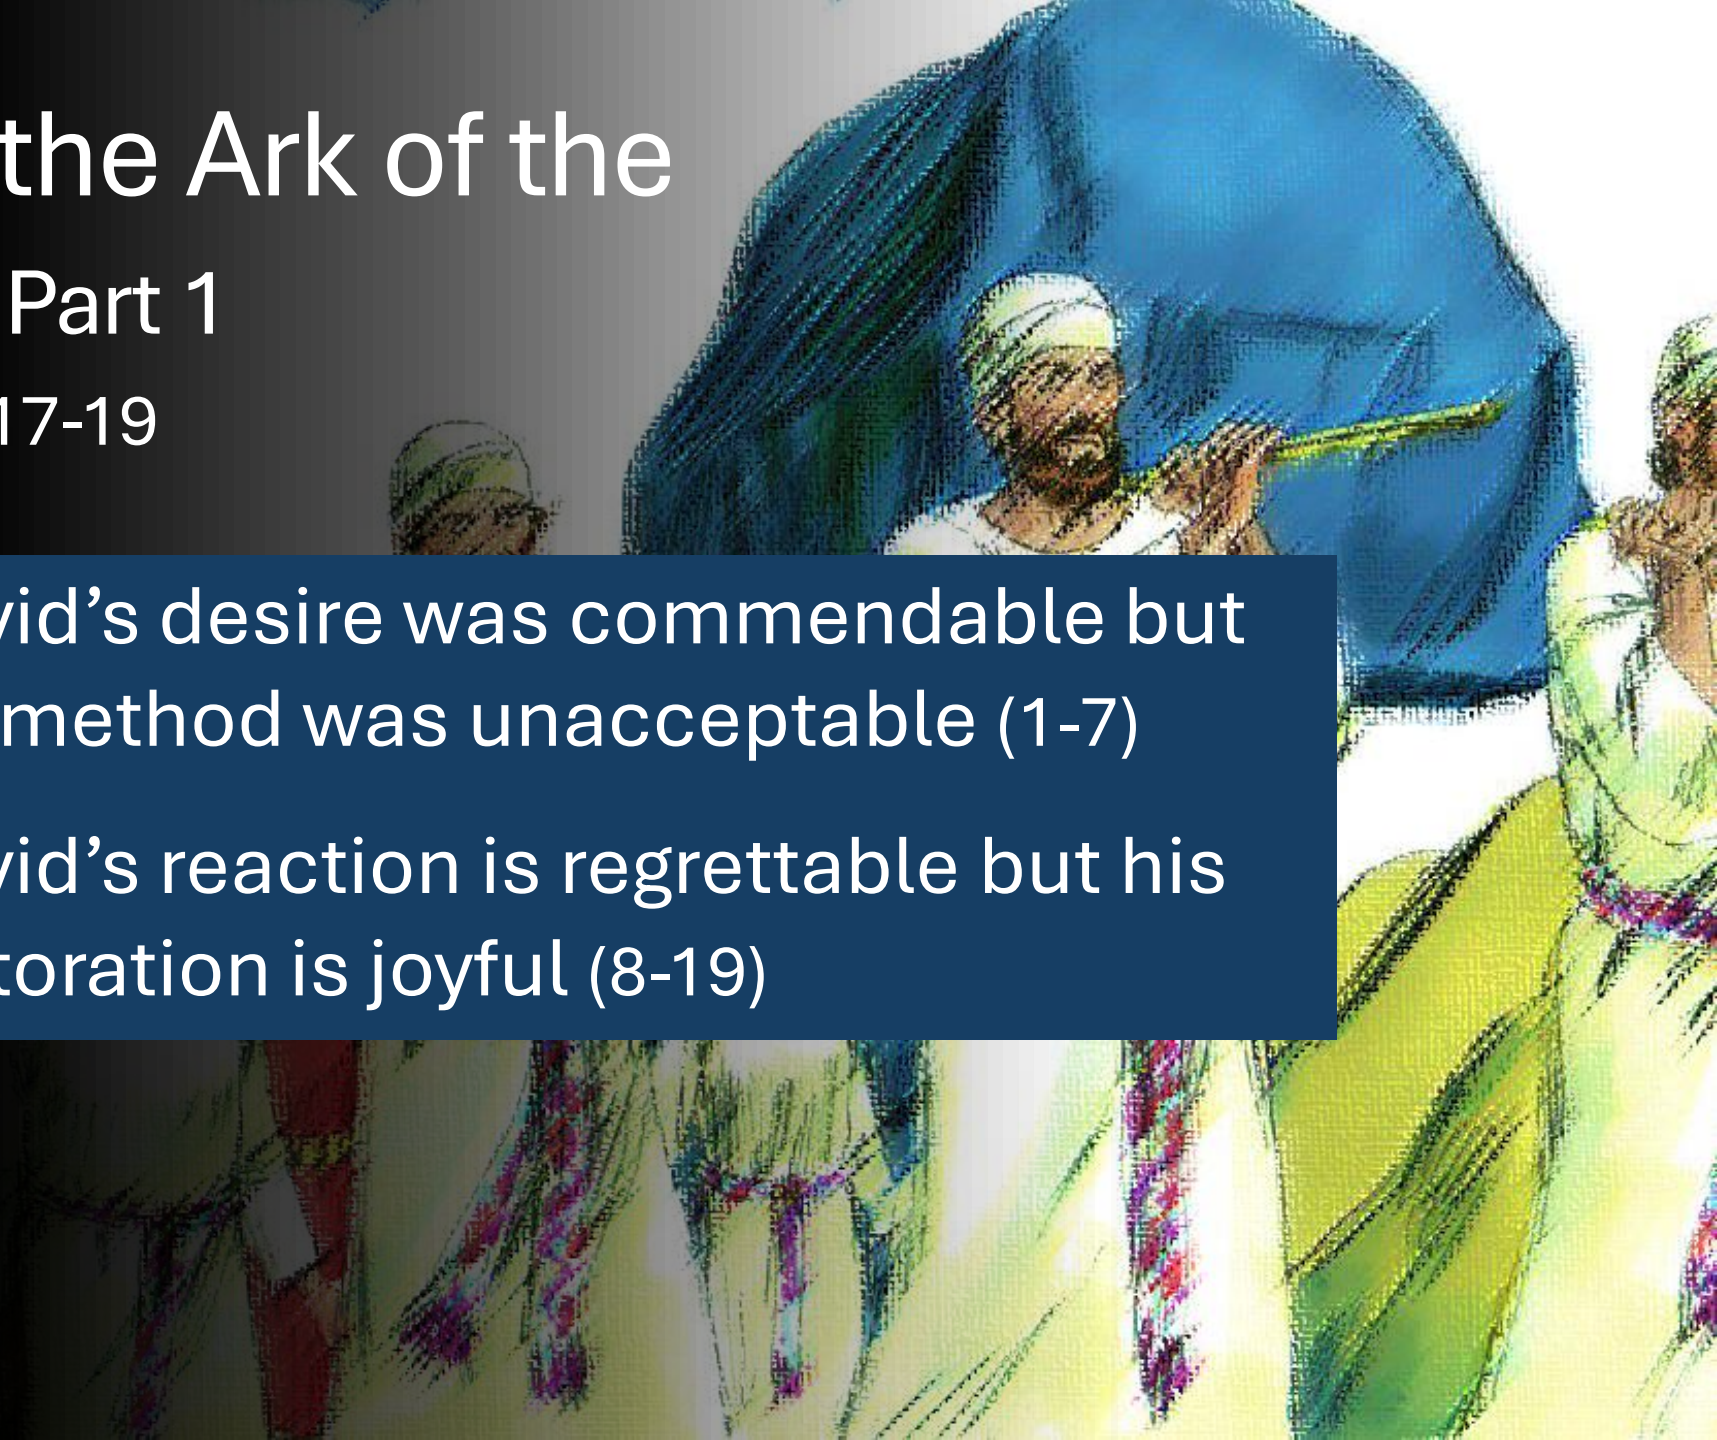 the Ark of the
Part 1
17-19
vid’s desire was commendable but
method was unacceptable (1-7)
vid’s reaction is regrettable but his
toration is joyful (8-19)